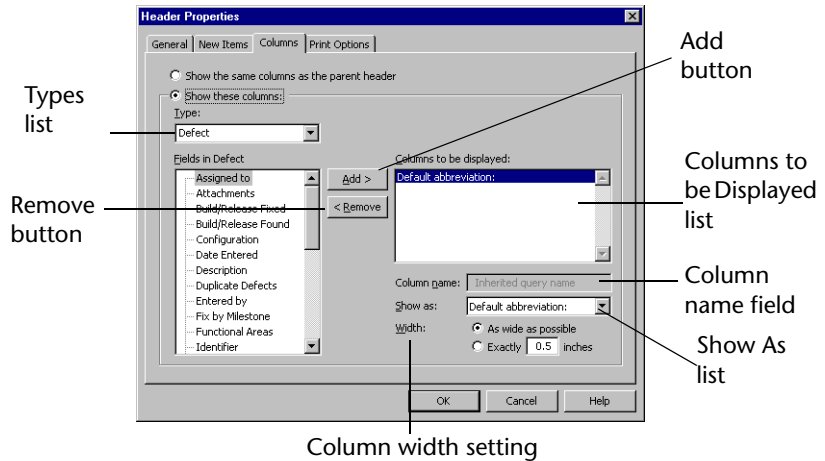 Header Properties
General
New Items
Columns
Print Options
Add
button
Show the same columns as the parent header
Show these columns:
Types
list
Type:
Defect
Fields in Defect
Assigned to
Attachments
Build/Release Fixed
Build/Release Found
Configuration
Date Entered
Description
Duplicate Defects
Entered by
Fix by Milestone
Functional Areas
Identifier
Add >
< Remove
Remove
button
Columns to be displayed:
Default abbreviation:
Columns to
be Displayed
list
Column name:
Inherited query name
Column
name field
Show as:
Default abbreviation:
Show As
list
Width:
As wide as possible
Exactly 0.5 inches
OK
Cancel
Help
Column width setting